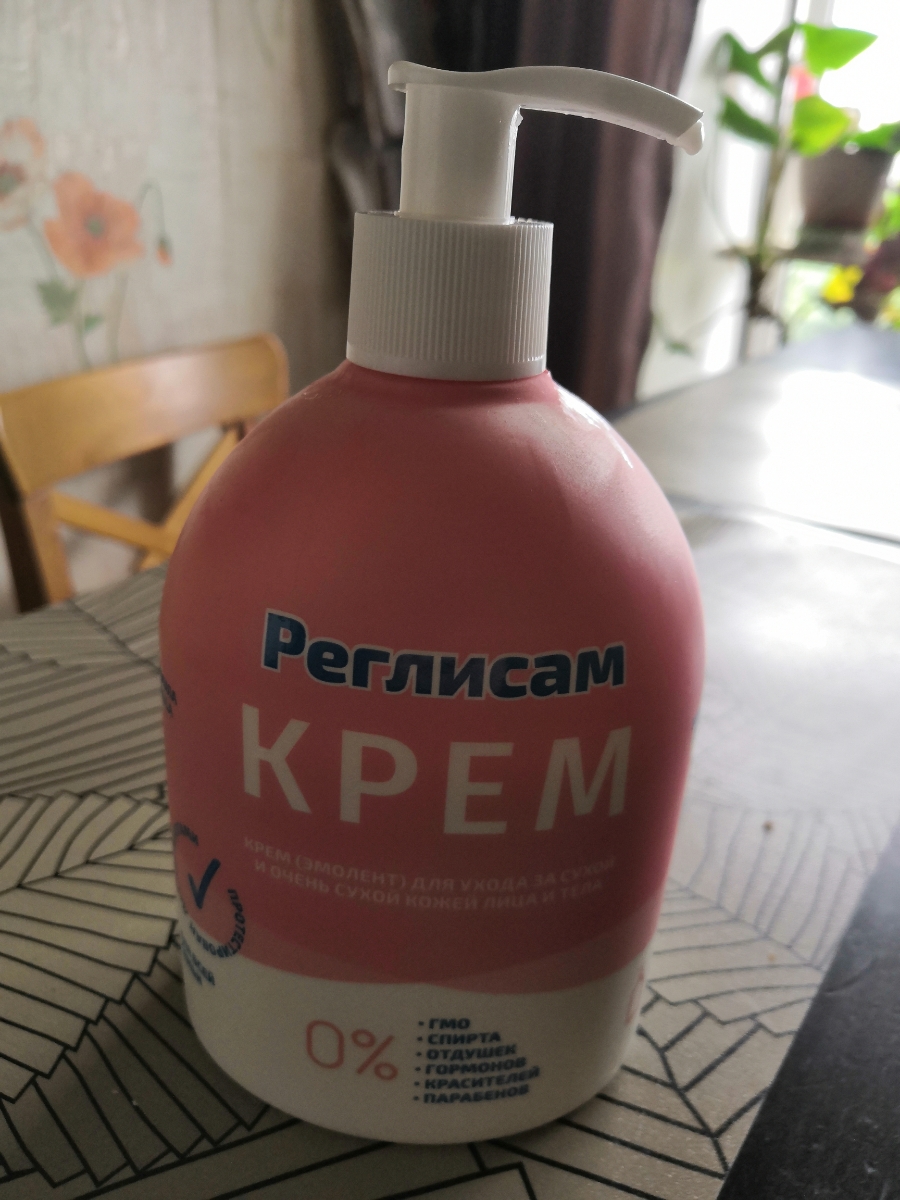 Реглисам
КРЕМ
КРЕМ (ЭМОЛЕНТ) ДЛЯ УХОДА ЗА СУХОЙ
И ОЧЕНЬ СУХОЙ КОЖЕЙ ЛИЦА И ТЕЛА
0%
• ГМО
• СПИРТА
• ОТДУШЕК
• ГОРМОНОВ
• КРАСИТЕЛЕЙ
• ПАРАБЕНОВ